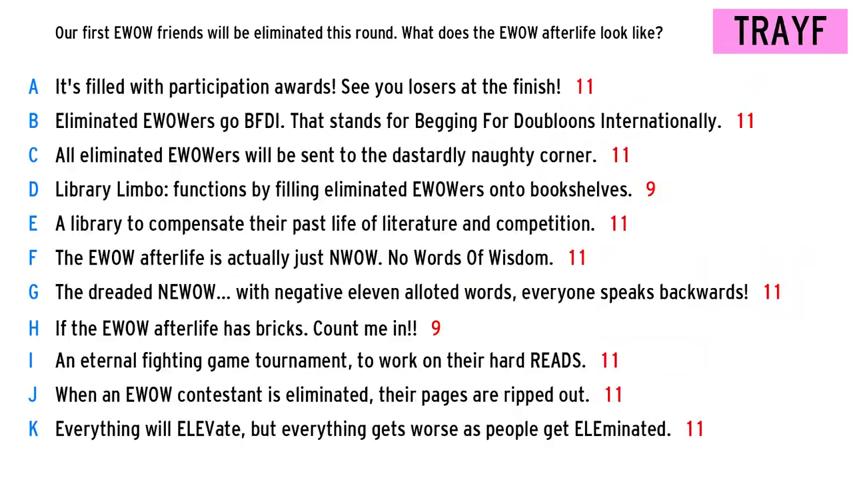 Our first EWOW friends will be eliminated this round. What does the EWOW afterlife look like?
TRAYF
A It's filled with participation awards! See you losers at the finish! 11
B Eliminated EWOWers go BFDI. That stands for Begging For Doubloons Internationally. 11
C All eliminated EWOWers will be sent to the dastardly naughty corner. 11
D Library Limbo: functions by filling eliminated EWOWers onto bookshelves. 9
E A library to compensate their past life of literature and competition. 11
F The EWOW afterlife is actually just NWOW. No Words Of Wisdom. 11
G The dreaded NEWOW... with negative eleven alloted words, everyone speaks backwards! 11
H If the EWOW afterlife has bricks. Count me in!! 9
I An eternal fighting game tournament, to work on their hard READS. 11
J When an EWOW contestant is eliminated, their pages are ripped out. 11
K Everything will ELEVate, but everything gets worse as people get ELEminated. 11